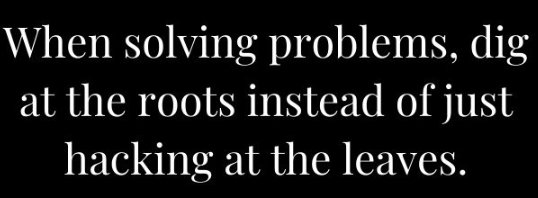 When solving problems, dig
at the roots instead of just
hacking at the leaves.